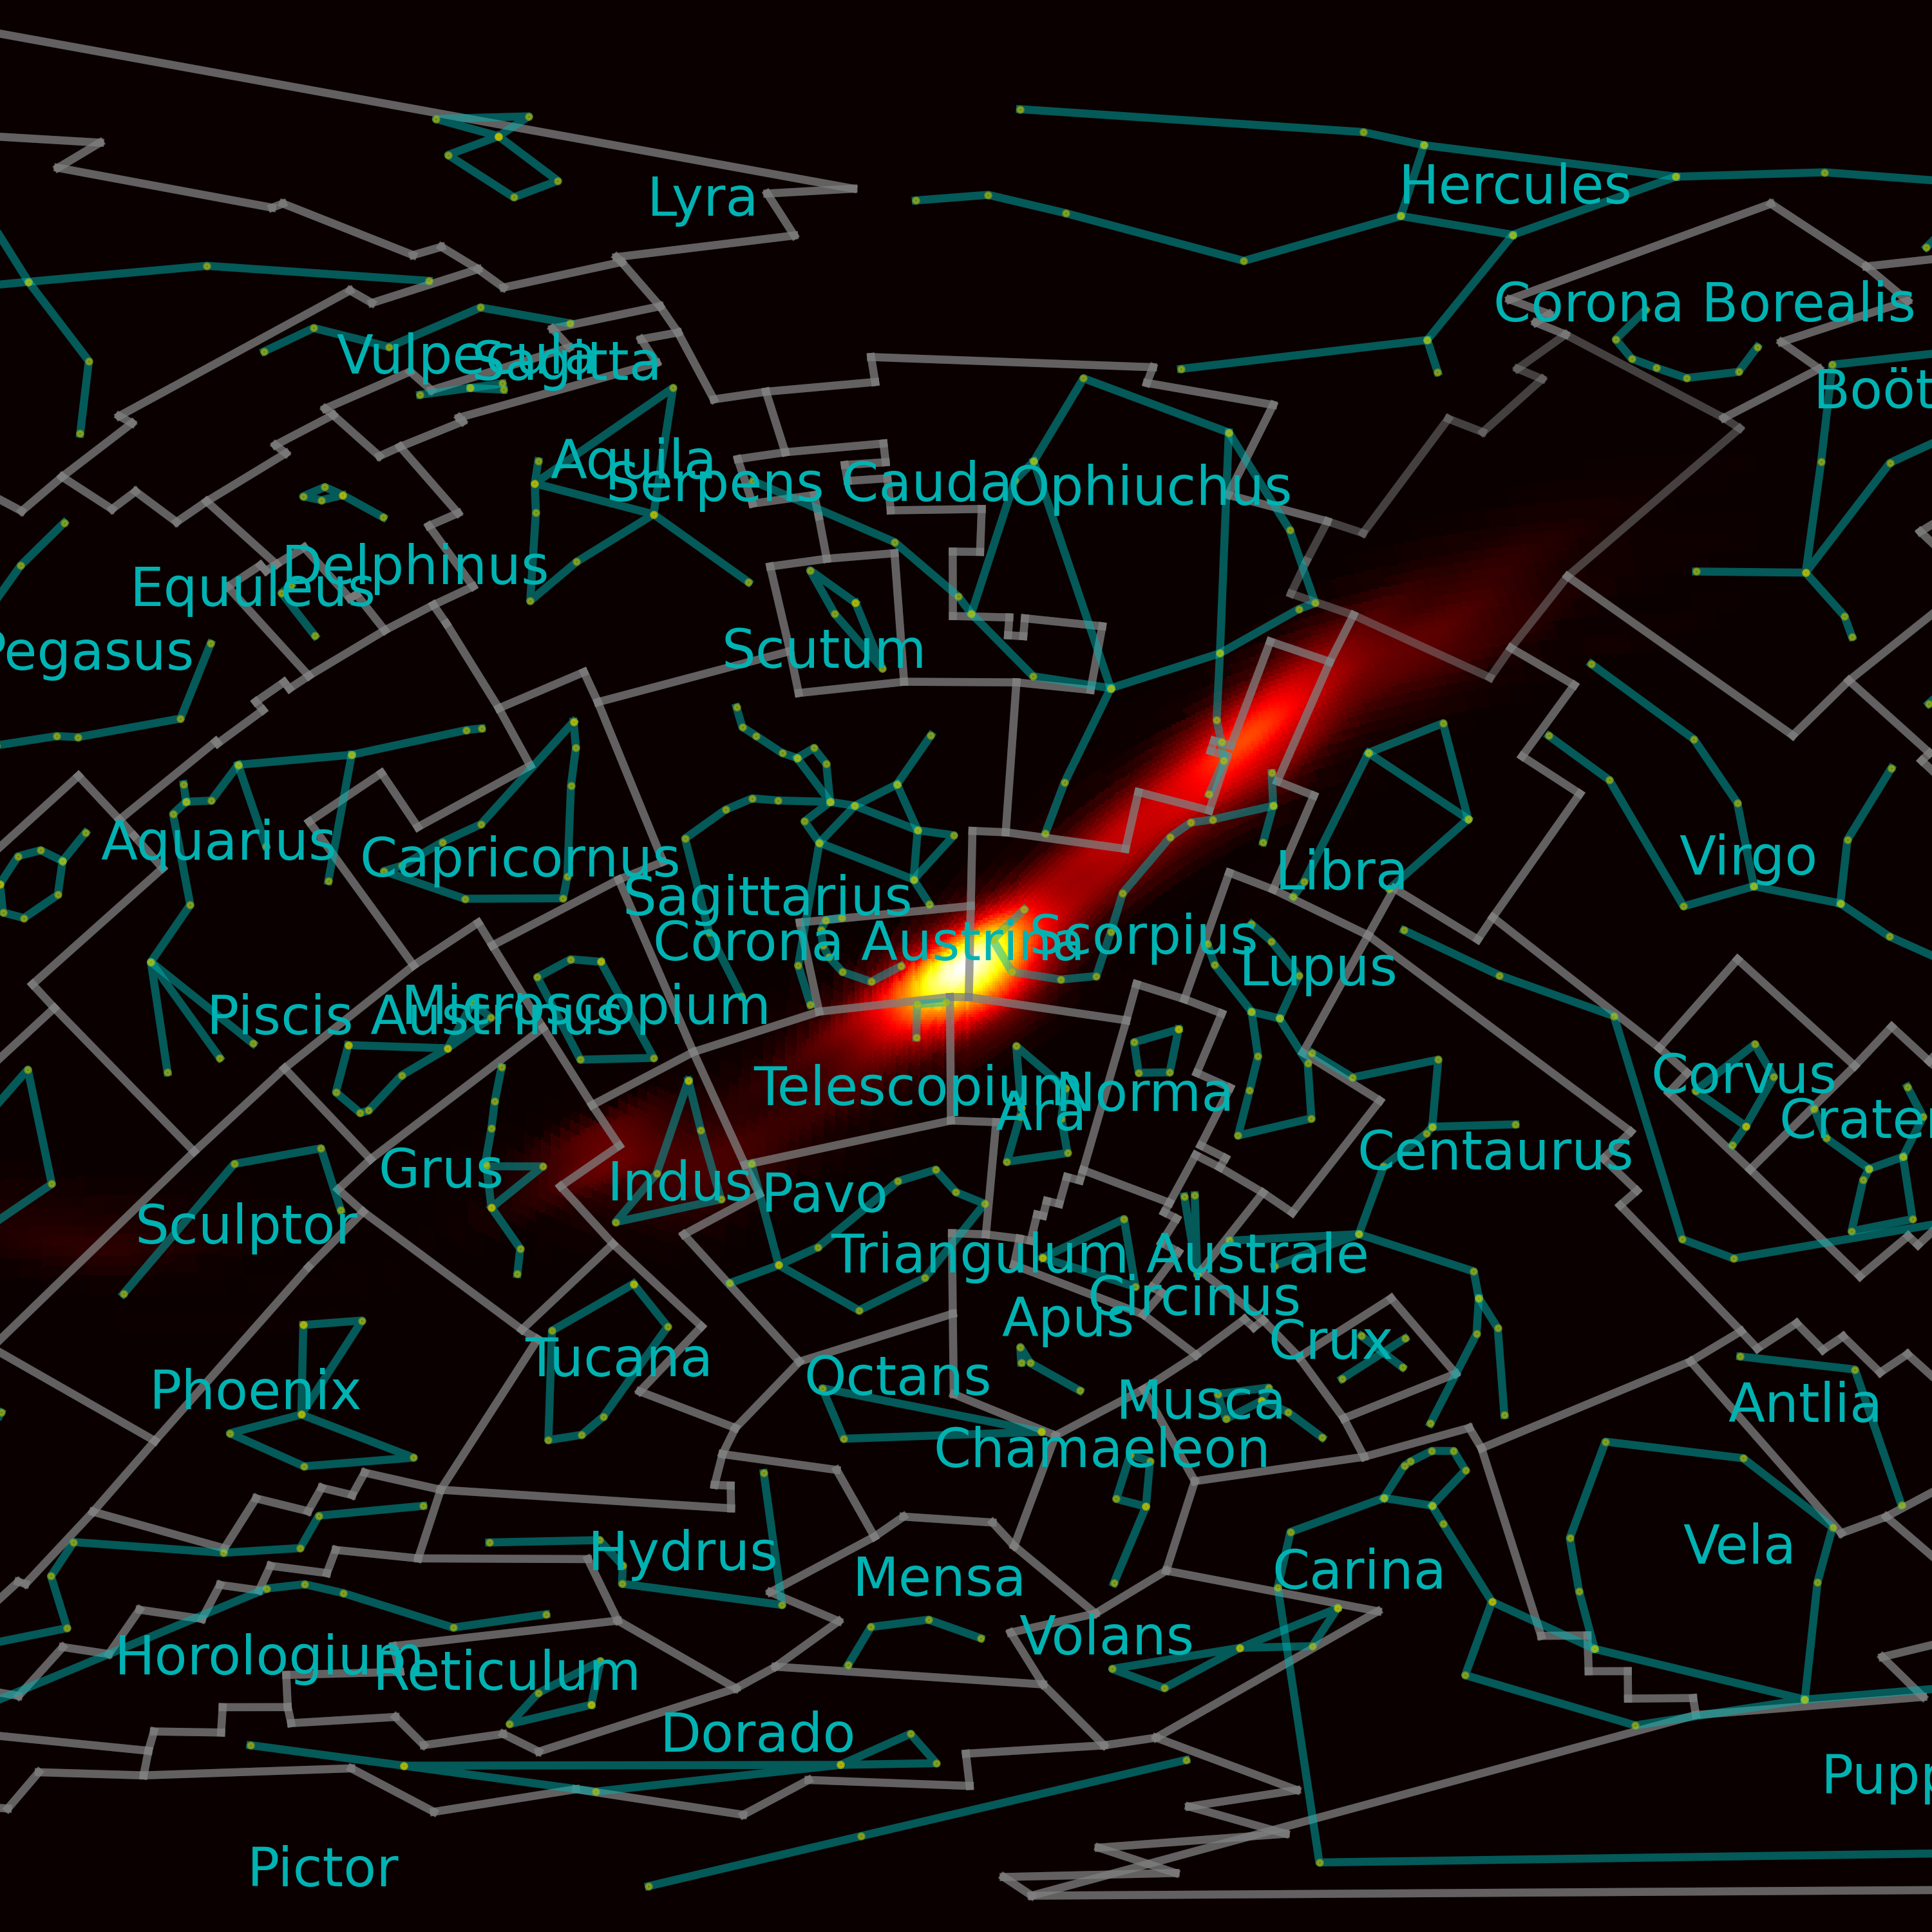 Lyra
Hercules
Corona Borealis
Vulpecula
Sagitta
Boöt
Aquila
Serpens Cauda
Ophiuchus
Delphinus
Equuleus
Pegasus
Scutum
Aquarius
Capricornus
Virgo
Libra
Sagittarius
Corona Austrina
Scorpius
Lupus
Piscis Austrinus
Microscopium
Telescopium
Norma
Ara
Corvus
Crater
Centaurus
Grus
Indus
Pavo
Sculptor
Triangulum Australe
Circinus
Apus
Crux
Tucana
Phoenix
Octans
Musca
Antlia
Chamaeleon
Hydrus
Mensa
Carina
Vela
Volans
Horologium
Reticulum
Dorado
Pupp
Pictor